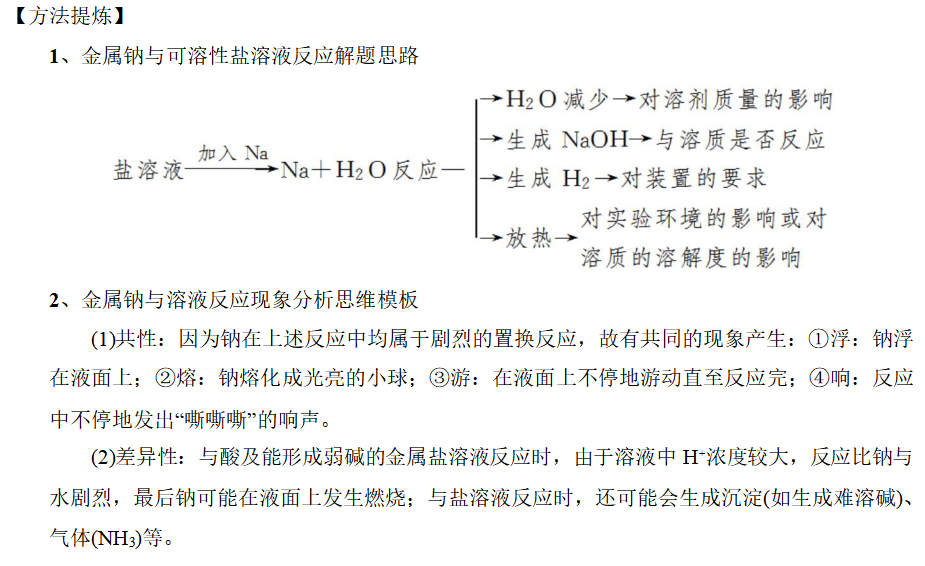 【方法提炼】
1、金属钠与可溶性盐溶液反应解题思路
盐溶液 加入 Na Na＋H₂O 反应
H₂O 减少→对溶剂质量的影响
生成 NaOH→与溶质是否反应
生成 H₂→对装置的要求
放热→对实验环境的影响或对
溶质的溶解度的影响
2、金属钠与溶液反应现象分析思维模板
(1)共性：因为钠在上述反应中均属于剧烈的置换反应，故有共同的现象产生：①浮：钠浮
在液面上；②熔：钠熔化成光亮的小球；③游：在液面上不停地游动直至反应完；④响：反应
中不停地发出“嘶嘶嘶”的响声。
(2)差异性：与酸及能形成弱碱的金属盐溶液反应时，由于溶液中 H⁺浓度较大，反应比钠与
水剧烈，最后钠可能在液面上发生燃烧；与盐溶液反应时，还可能会生成沉淀(如生成难溶碱)、
气体(NH₃)等。